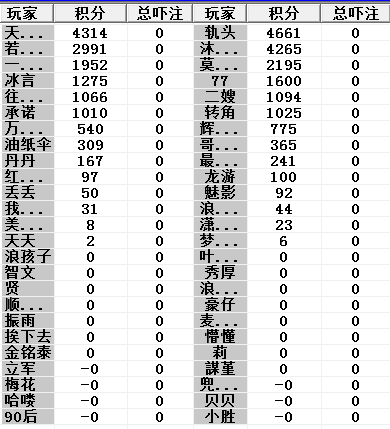 玩家 积分 总吓注 玩家 积分 总吓注
天... 4314 0 轨头 4661 0
若... 2991 0 沐... 4265 0
一... 1952 0 莫... 2195 0
冰言 1275 0 77 1600 0
往... 1066 0 二嫂 1094 0
承诺 1010 0 转角 1025 0
万... 540 0 辉... 775 0
油纸伞 309 0 哥... 365 0
丹丹 167 0 最... 241 0
红... 97 0 龙游 100 0
丢丢 50 0 魅影 92 0
我... 31 0 浪... 44 0
美... 8 0 潇... 23 0
天天 2 0 梦... 6 0
浪孩子 0 0 叶... 0 0
智文 0 0 秀厚 0 0
贤 0 0 浪... 0 0
顺... 0 0 豪仔 0 0
振雨 0 0 麦... 0 0
挨下去 0 0 懵懂 0 0
金铭泰 0 0 莉 0 0
立军 -0 0 謀堇 0 0
梅花 -0 0 兜... -0 0
哈喽 -0 0 贝贝 -0 0
90后 -0 0 小胜 -0 0